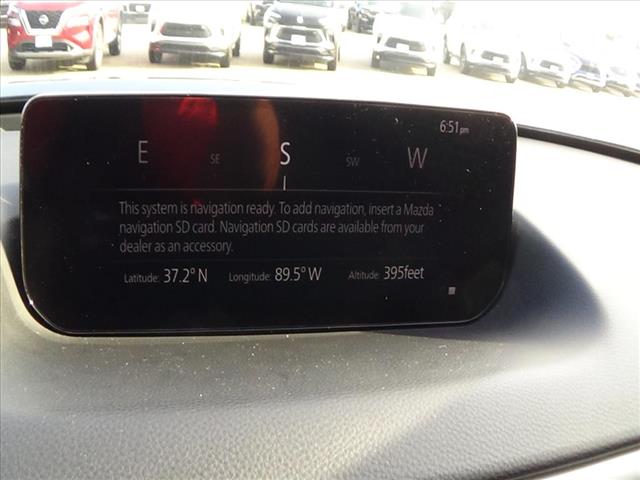 6:51pm
E SE S SW W
This system is navigation ready. To add navigation, insert a Mazda
navigation SD card. Navigation SD cards are available from your
dealer as an accessory.
Latitude: 37.2° N Longitude: 89.5° W Altitude: 395feet